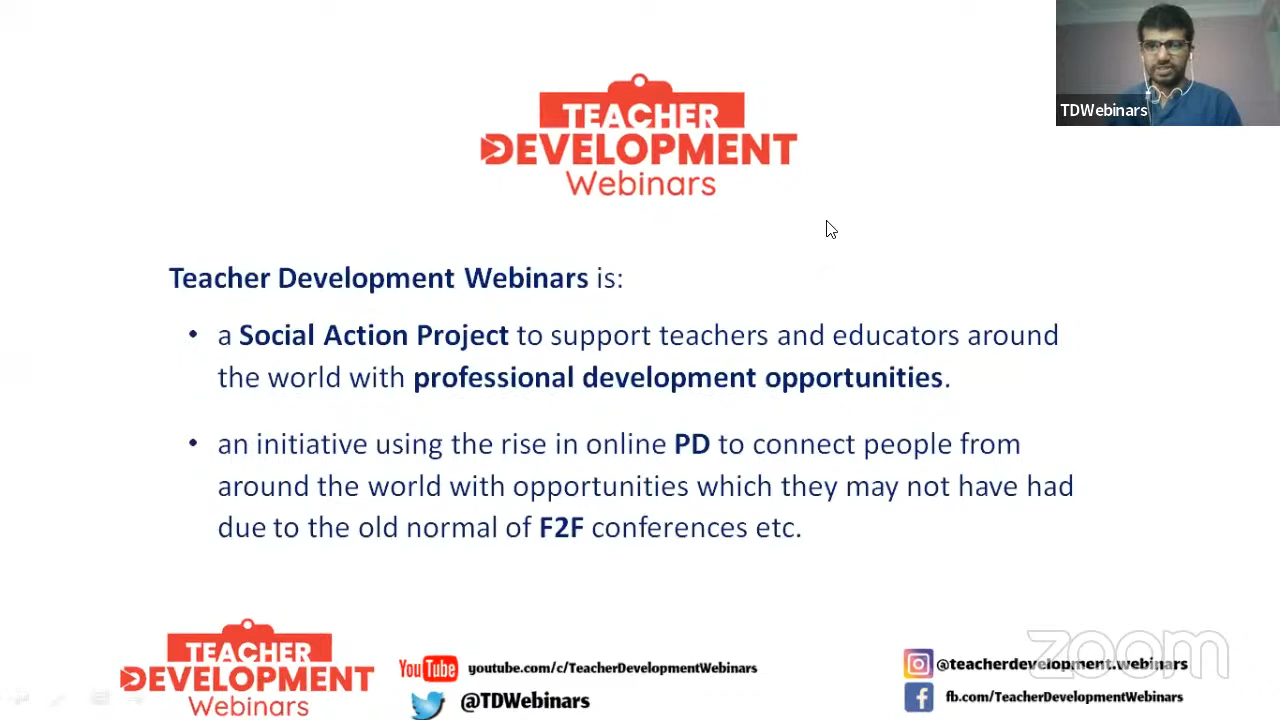 TDWebinars
TEACHER
DEVELOPMENT
Webinars
Teacher Development Webinars is:
• a Social Action Project to support teachers and educators around
the world with professional development opportunities.
• an initiative using the rise in online PD to connect people from
around the world with opportunities which they may not have had
due to the old normal of F2F conferences etc.
TEACHER
DEVELOPMENT
Webinars
YouTube youtube.com/c/TeacherDevelopmentWebinars
@TDWebinars
zoom
@teacherdevelopment.webinars
fb.com/TeacherDevelopmentWebinars